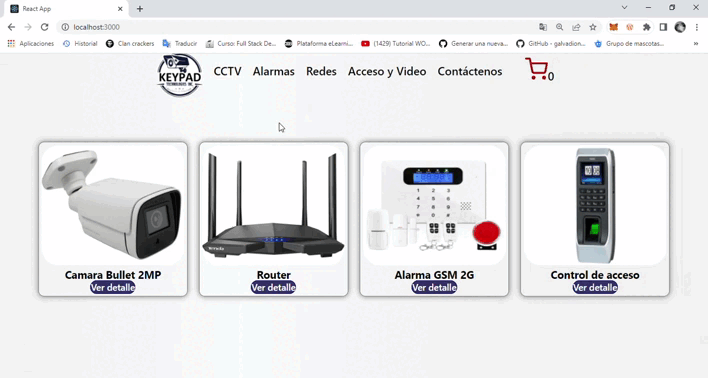 React App
localhost:3000
Aplicaciones
Historial
Clan crackers
Traducir
Curso: Full Stack De...
Plataforma eLearni...
(1429) Tutorial WO...
Generar una nueva...
GitHub - galvadion...
Grupo de mascotas...
KEYPAD
CCTV Alarmas Redes Acceso y Video Contáctenos
0
Camara Bullet 2MP
Ver detalle
Router
Ver detalle
Alarma GSM 2G
Ver detalle
Control de acceso
Ver detalle